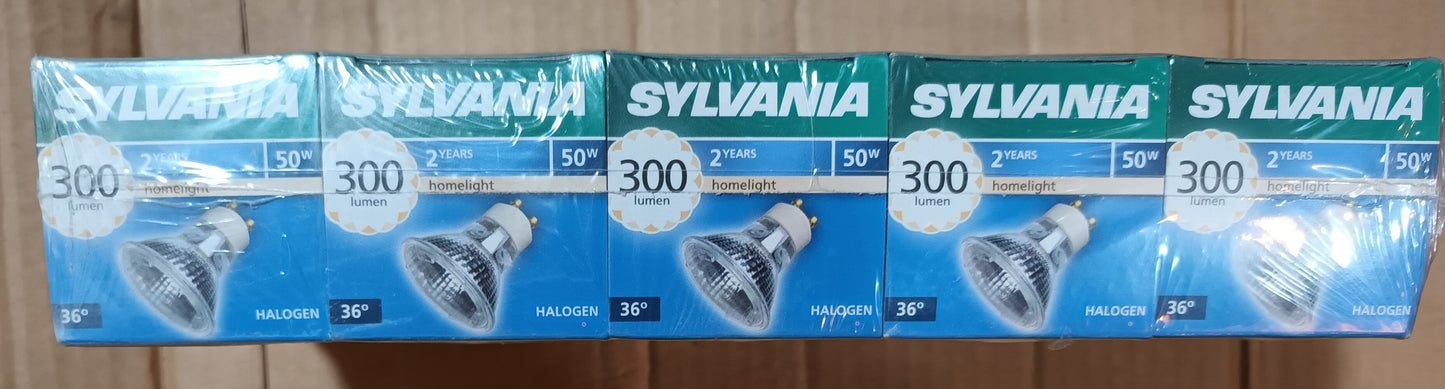 SYLVANIA
2 YEARS 50W
300
lumen
homelight
36°
HALOGEN
SYLVANIA
2 YEARS 50W
300
lumen
homelight
36°
HALOGEN
SYLVANIA
2 YEARS 50W
300
lumen
homelight
36°
HALOGEN
SYLVANIA
2 YEARS 50W
300
lumen
homelight
36°
HALOGEN
SYLVANIA
2 YEARS 50W
300
lumen
homelight
36°
HALOGEN